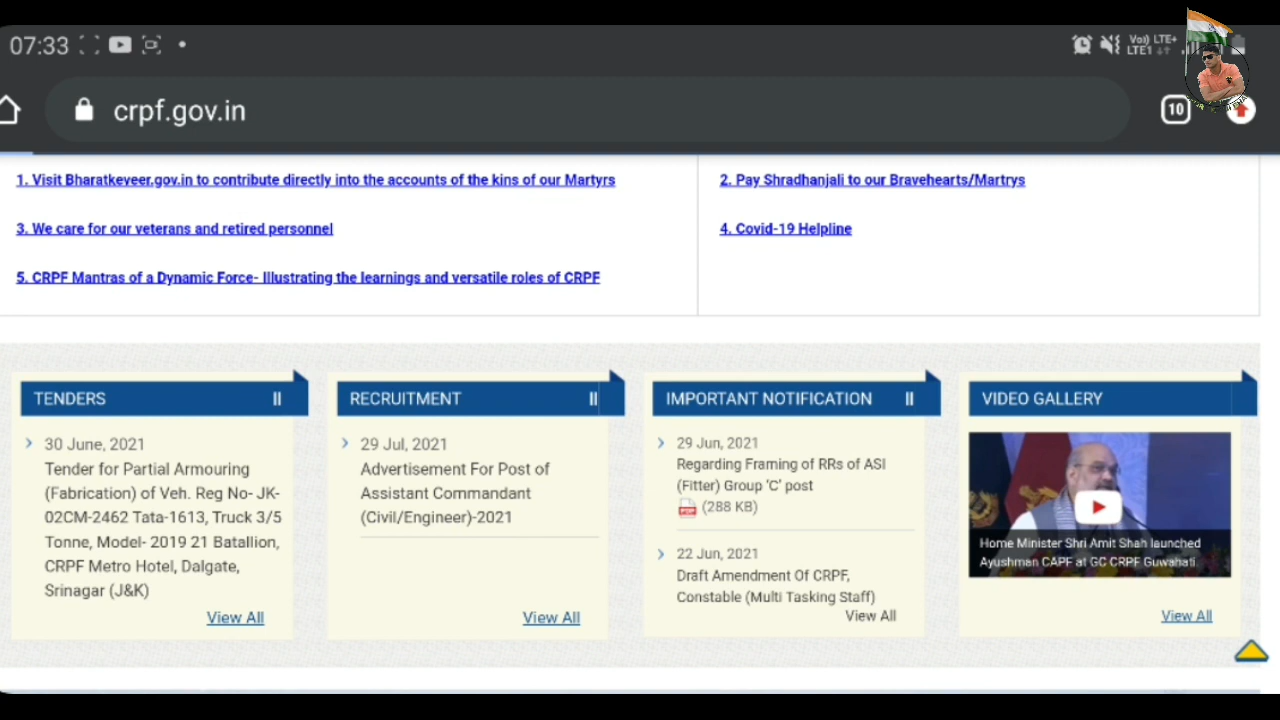 07:33
Vo) LTE+
LTE1
crpf.gov.in
10
1. Visit Bharatkeveer.gov.in to contribute directly into the accounts of the kins of our Martyrs
2. Pay Shradhanjali to our Bravehearts/Martrys
3. We care for our veterans and retired personnel
4. Covid-19 Helpline
5. CRPF Mantras of a Dynamic Force- Illustrating the learnings and versatile roles of CRPF
TENDERS
30 June, 2021
Tender for Partial Armouring
(Fabrication) of Veh. Reg No- JK-
02CM-2462 Tata-1613, Truck 3/5
Tonne, Model- 2019 21 Batallion,
CRPF Metro Hotel, Dalgate,
Srinagar (J&K)
View All
RECRUITMENT
29 Jul, 2021
Advertisement For Post of
Assistant Commandant
(Civil/Engineer)-2021
View All
IMPORTANT NOTIFICATION
29 Jun, 2021
Regarding Framing of RRs of ASI
(Fitter) Group 'C' post
PDF (288 KB)
22 Jun, 2021
Draft Amendment Of CRPF,
Constable (Multi Tasking Staff)
View All
VIDEO GALLERY
Home Minister Shri Amit Shah launched
Ayushman CAPF at GC CRPF Guwahati.
View All